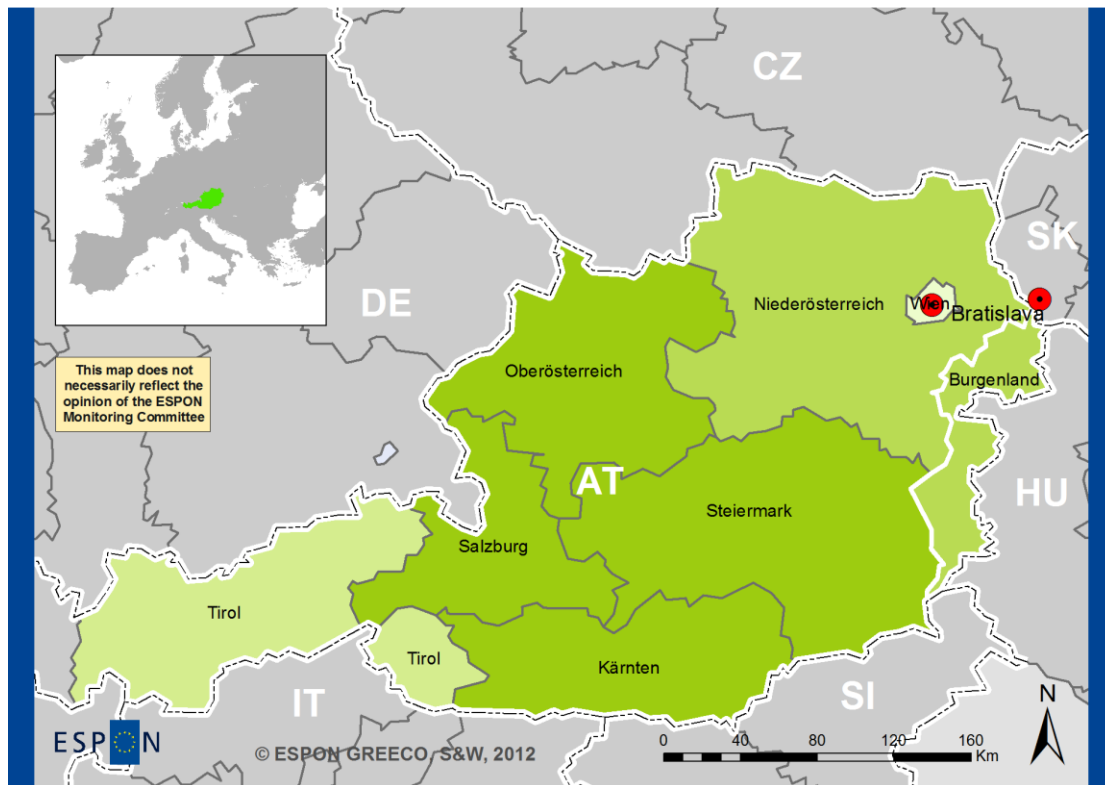 CZ
SK
DE
Niederösterreich
Wien
Bratislava
This map does not
necessarily reflect the
opinion of the ESPON
Monitoring Committee
Oberösterreich
Burgenland
AT
HU
Steiermark
Salzburg
Tirol
Tirol
Kärnten
IT
SI
N
ESPON
© ESPON GREECO, S&W, 2012
0 40 80 120 160
Km